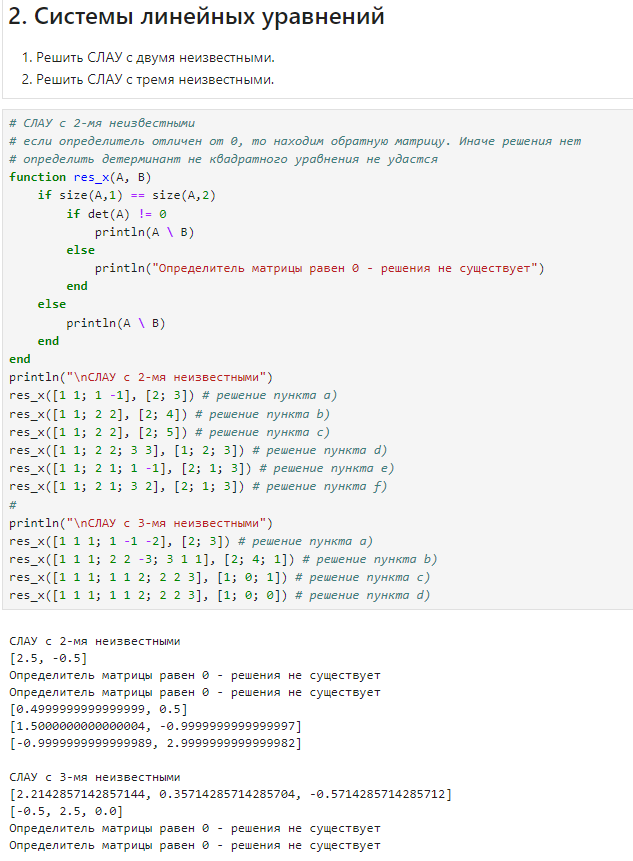 2. Системы линейных уравнений
1. Решить СЛАУ с двумя неизвестными.
2. Решить СЛАУ с тремя неизвестными.
# СЛАУ с 2-мя неизвестными
# если определитель отличен от 0, то находим обратную матрицу. Иначе решения нет
# определить детерминант не квадратного уравнения не удастся
function res_x(A, B)
    if size(A,1) == size(A,2)
        if det(A) != 0
            println(A \ B)
        else
            println("Определитель матрицы равен 0 - решения не существует")
        end
    else
        println(A \ B)
    end
end
println("\nСЛАУ с 2-мя неизвестными")
res_x([1 1; 1 -1], [2; 3]) # решение пункта a)
res_x([1 1; 2 2], [2; 4]) # решение пункта b)
res_x([1 1; 2 2], [2; 5]) # решение пункта c)
res_x([1 1; 2 2; 3 3], [1; 2; 3]) # решение пункта d)
res_x([1 1; 2 1; 1 -1], [2; 1; 3]) # решение пункта e)
res_x([1 1; 2 1; 3 2], [2; 1; 3]) # решение пункта f)
#
println("\nСЛАУ с 3-мя неизвестными")
res_x([1 1 1; 1 -1 -2], [2; 3]) # решение пункта a)
res_x([1 1 1; 2 2 -3; 3 1 1], [2; 4; 1]) # решение пункта b)
res_x([1 1 1; 1 1 2; 2 2 3], [1; 0; 1]) # решение пункта c)
res_x([1 1 1; 1 1 2; 2 2 3], [1; 0; 0]) # решение пункта d)
СЛАУ с 2-мя неизвестными
[2.5, -0.5]
Определитель матрицы равен 0 - решения не существует
Определитель матрицы равен 0 - решения не существует
[0.4999999999999999, 0.5]
[1.5000000000000004, -0.9999999999999997]
[-0.9999999999999989, 2.9999999999999982]
СЛАУ с 3-мя неизвестными
[2.2142857142857144, 0.35714285714285704, -0.5714285714285712]
[-0.5, 2.5, 0.0]
Определитель матрицы равен 0 - решения не существует
Определитель матрицы равен 0 - решения не существует